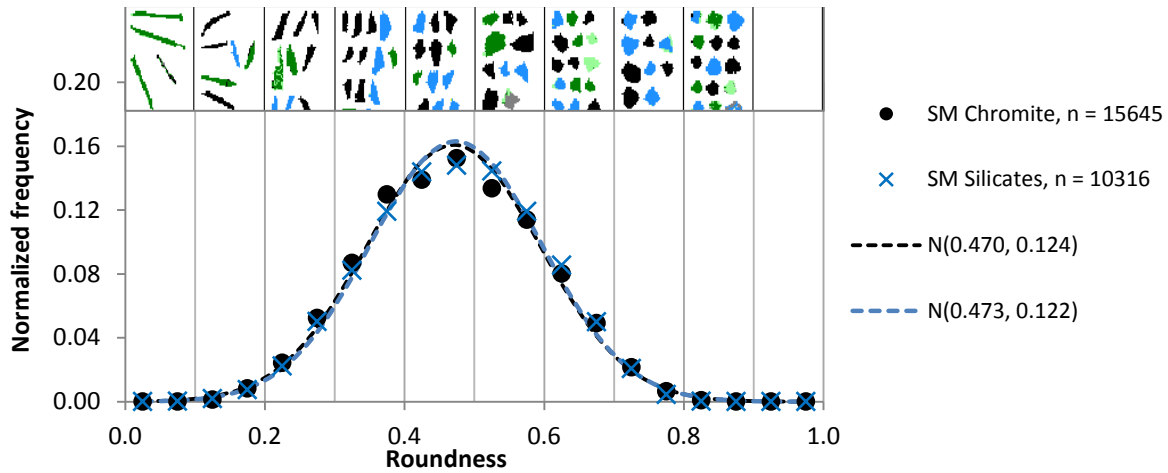 0.20
0.16
0.12
0.08
0.04
0.00
Normalized frequency
0.0 0.2 0.4 0.6 0.8 1.0
Roundness
SM Chromite, n = 15645
SM Silicates, n = 10316
N(0.470, 0.124)
N(0.473, 0.122)